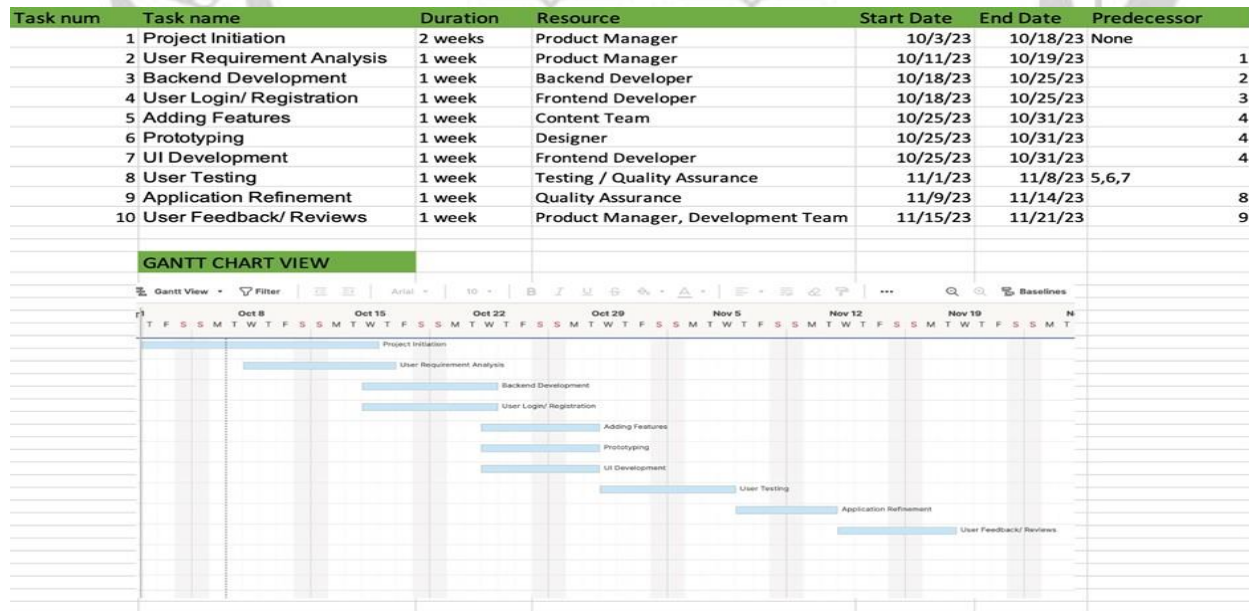 Task num Task name Duration Resource Start Date End Date Predecessor
1 Project Initiation 2 weeks Product Manager 10/3/23 10/18/23 None
2 User Requirement Analysis 1 week Product Manager 10/11/23 10/19/23 1
3 Backend Development 1 week Backend Developer 10/18/23 10/25/23 2
4 User Login/ Registration 1 week Frontend Developer 10/18/23 10/25/23 3
5 Adding Features 1 week Content Team 10/25/23 10/31/23 4
6 Prototyping 1 week Designer 10/25/23 10/31/23 4
7 UI Development 1 week Frontend Developer 10/25/23 10/31/23 4
8 User Testing 1 week Testing / Quality Assurance 11/1/23 11/8/23 5,6,7
9 Application Refinement 1 week Quality Assurance 11/9/23 11/14/23 8
10 User Feedback/ Reviews 1 week Product Manager, Development Team 11/15/23 11/21/23 9
GANTT CHART VIEW
Gantt View Filter Arial 10 B I U S A ... Baselines
Oct 8 Oct 15 Oct 22 Oct 29 Nov 5 Nov 12 Nov 19 N
T F S S M T W T F S S M T W T F S S M T W T F S S M T W T F S S M T W T F S S M T W T F S S M T W T F S S M T
Project Initiation
User Requirement Analysis
Backend Development
User Login/ Registration
Adding Features
Prototyping
UI Development
User Testing
Application Refinement
User Feedback/ Reviews